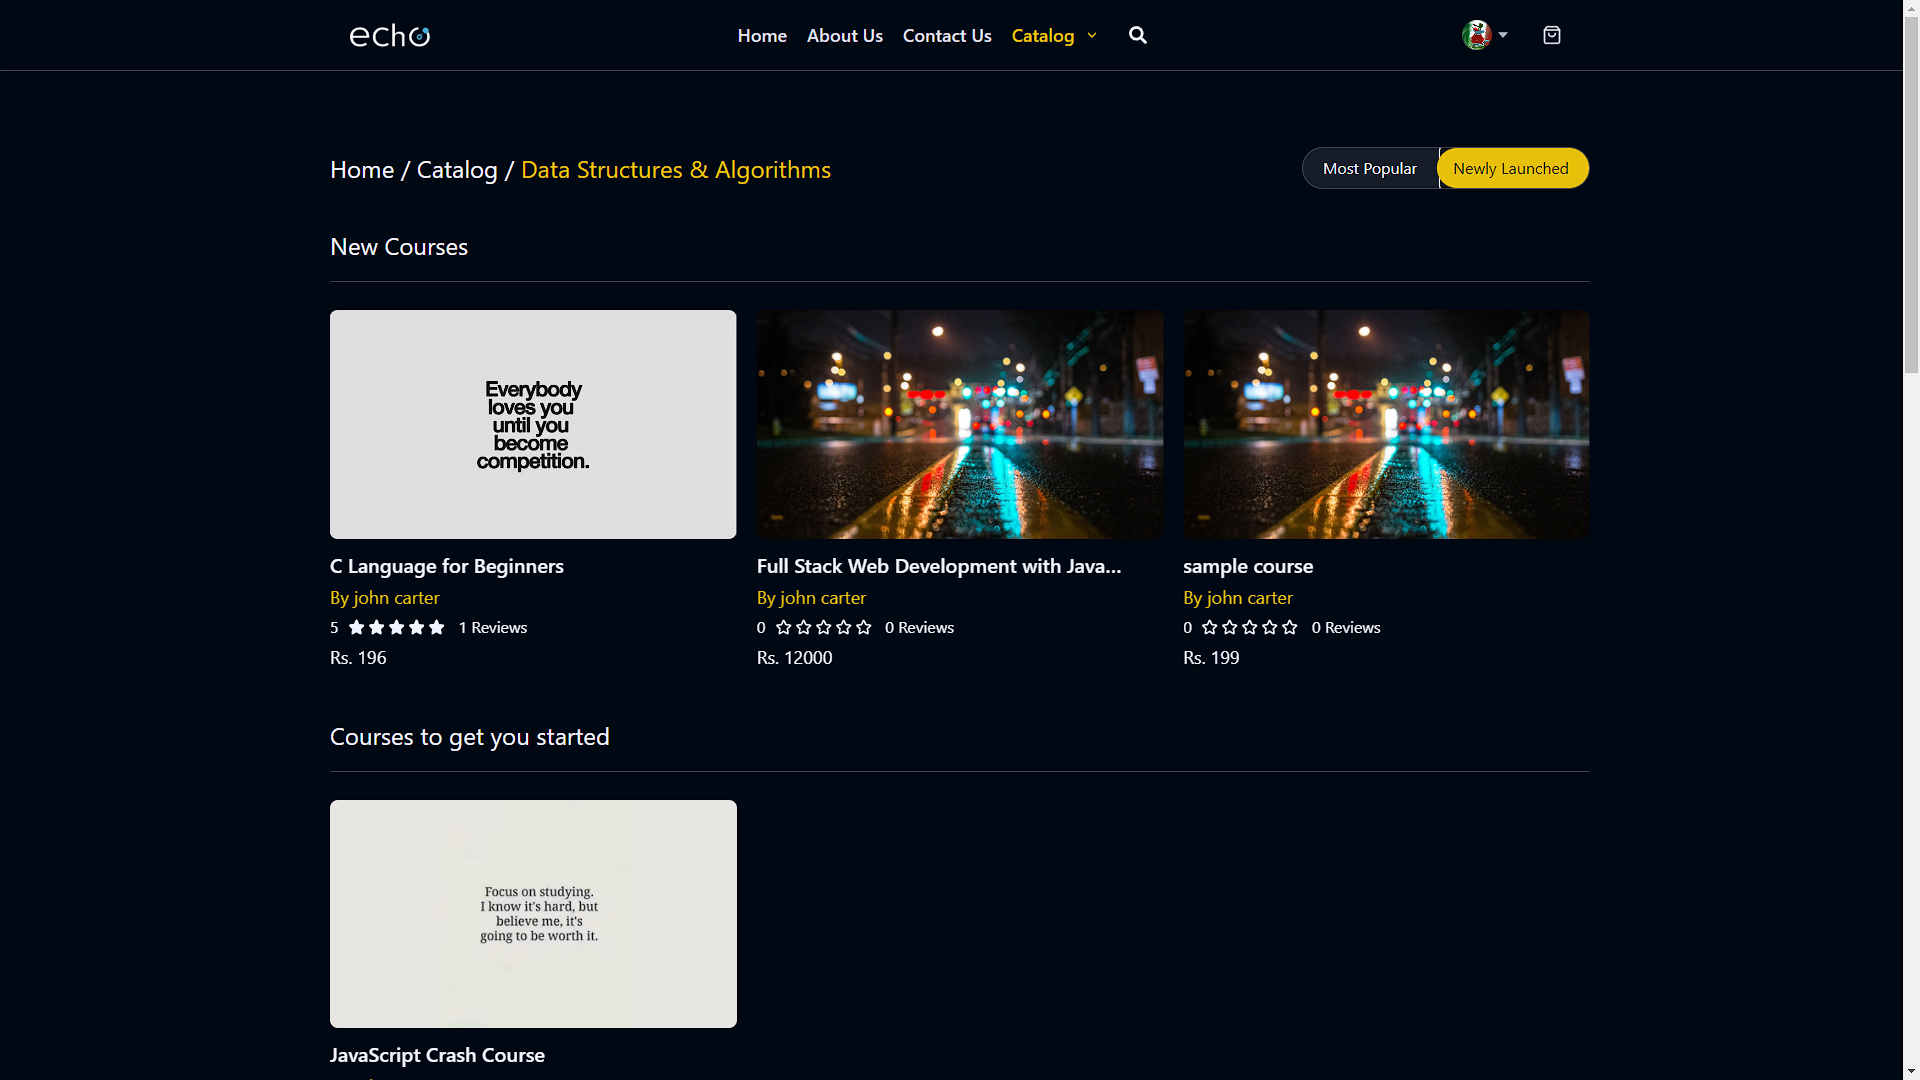 echo
Home About Us Contact Us Catalog
Home / Catalog / Data Structures & Algorithms
Most Popular Newly Launched
New Courses
Everybody
loves you
until you
become
competition.
C Language for Beginners
By john carter
5 1 Reviews
Rs. 196
Full Stack Web Development with Java...
By john carter
0 0 Reviews
Rs. 12000
sample course
By john carter
0 0 Reviews
Rs. 199
Courses to get you started
Focus on studying.
I know it's hard, but
believe me, it's
going to be worth it.
JavaScript Crash Course